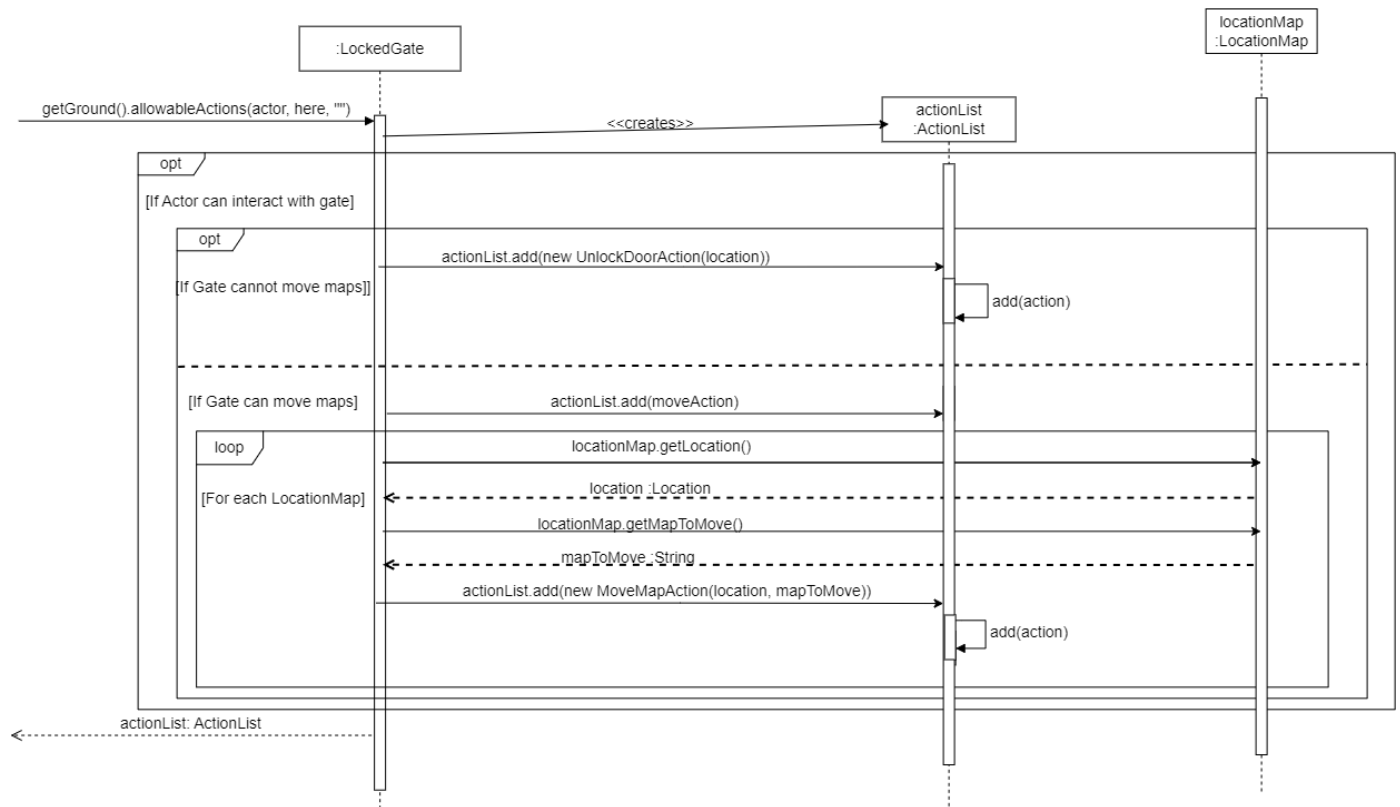 locationMap
:LocationMap
:LockedGate
getGround().allowableActions(actor, here, "")
<<creates>>
actionList
:ActionList
opt
[If Actor can interact with gate]
opt
actionList.add(new UnlockDoorAction(location))
[If Gate cannot move maps]]
add(action)
[If Gate can move maps]
actionList.add(moveAction)
loop
locationMap.getLocation()
[For each LocationMap]
location :Location
locationMap.getMapToMove()
mapToMove :String
actionList.add(new MoveMapAction(location, mapToMove))
add(action)
actionList: ActionList